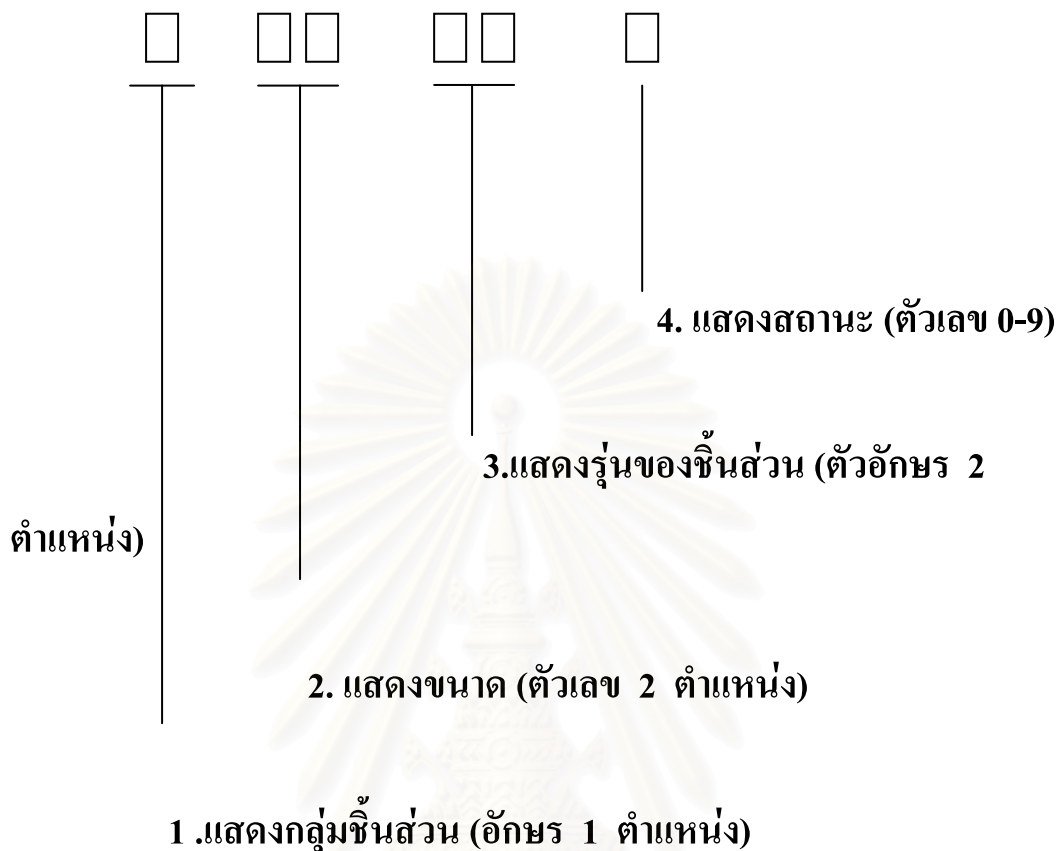 4. แสดงสถานะ (ตัวเลข 0-9)
3.แสดงรุ่นของชิ้นส่วน (ตัวอักษร 2
ตำแหน่ง)
2. แสดงขนาด (ตัวเลข 2 ตำแหน่ง)
1 .แสดงกลุ่มชิ้นส่วน (อักษร 1 ตำแหน่ง)